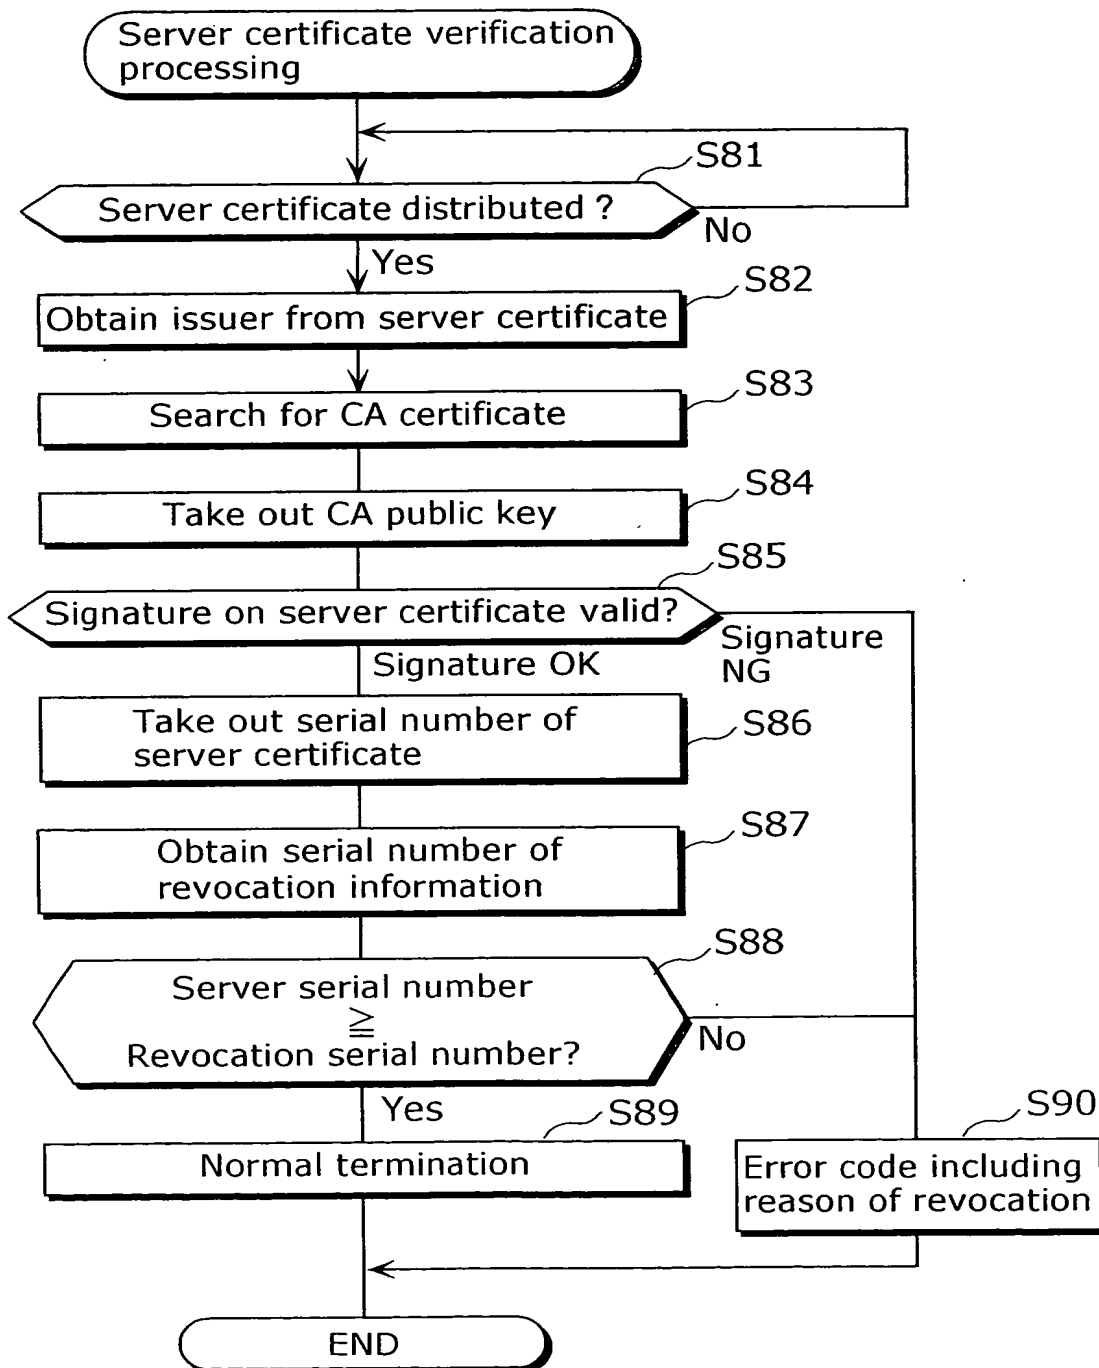 Server certificate verification
processing
S81
Server certificate distributed ?
No
Yes
S82
Obtain issuer from server certificate
S83
Search for CA certificate
S84
Take out CA public key
S85
Signature on server certificate valid?
Signature
NG
Signature OK
S86
Take out serial number of
server certificate
S87
Obtain serial number of
revocation information
S88
Server serial number
≧
Revocation serial number?
No
Yes
S89
Normal termination
S90
Error code including
reason of revocation
END